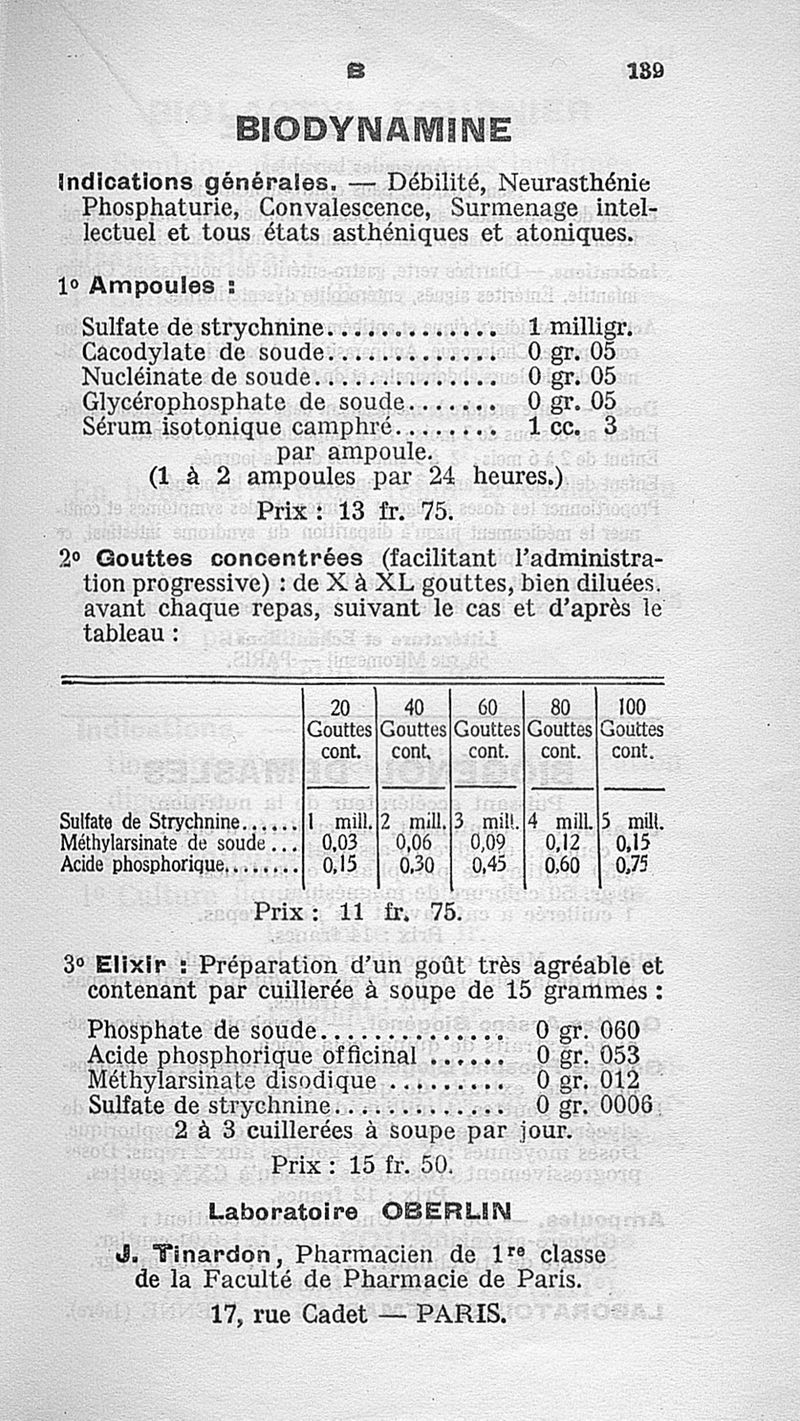 B 139
BIODYNAMINE
Indications générales. — Débilité, Neurasthénie
Phosphaturie, Convalescence, Surmenage intel-
lectuel et tous états asthéniques et atoniques.
1º Ampoules :
Sulfate de strychnine.............. 1 milligr.
Cacodylate de soude.............. 0 gr. 05
Nucléinate de soude............... 0 gr. 05
Glycérophosphate de soude....... 0 gr. 05
Sérum isotonique camphré........ 1 cc. 3
par ampoule.
(1 à 2 ampoules par 24 heures.)
Prix : 13 fr. 75.
2º Gouttes concentrées (facilitant l'administra-
tion progressive) : de X à XL gouttes, bien diluées.
avant chaque repas, suivant le cas et d'après le
tableau :
20 40 60 80 100
Gouttes Gouttes Gouttes Gouttes Gouttes
cont. cont. cont. cont. cont.
Sulfate de Strychnine...... 1 mill. 2 mill. 3 mill. 4 mill. 5 mill.
Méthylarsinate de soude ... 0,03 0,06 0,09 0,12 0,15
Acide phosphorique........ 0,15 0,30 0,45 0,60 0,75
Prix : 11 fr. 75.
3º Elixir : Préparation d'un goût très agréable et
contenant par cuillerée à soupe de 15 grammes :
Phosphate de soude............... 0 gr. 060
Acide phosphorique officinal ...... 0 gr. 053
Méthylarsinate disodique ......... 0 gr. 012
Sulfate de strychnine.............. 0 gr. 0006
2 à 3 cuillerées à soupe par jour.
Prix : 15 fr. 50.
Laboratoire OBERLIN
J. Tinardon, Pharmacien de 1re classe
de la Faculté de Pharmacie de Paris.
17, rue Cadet — PARIS.